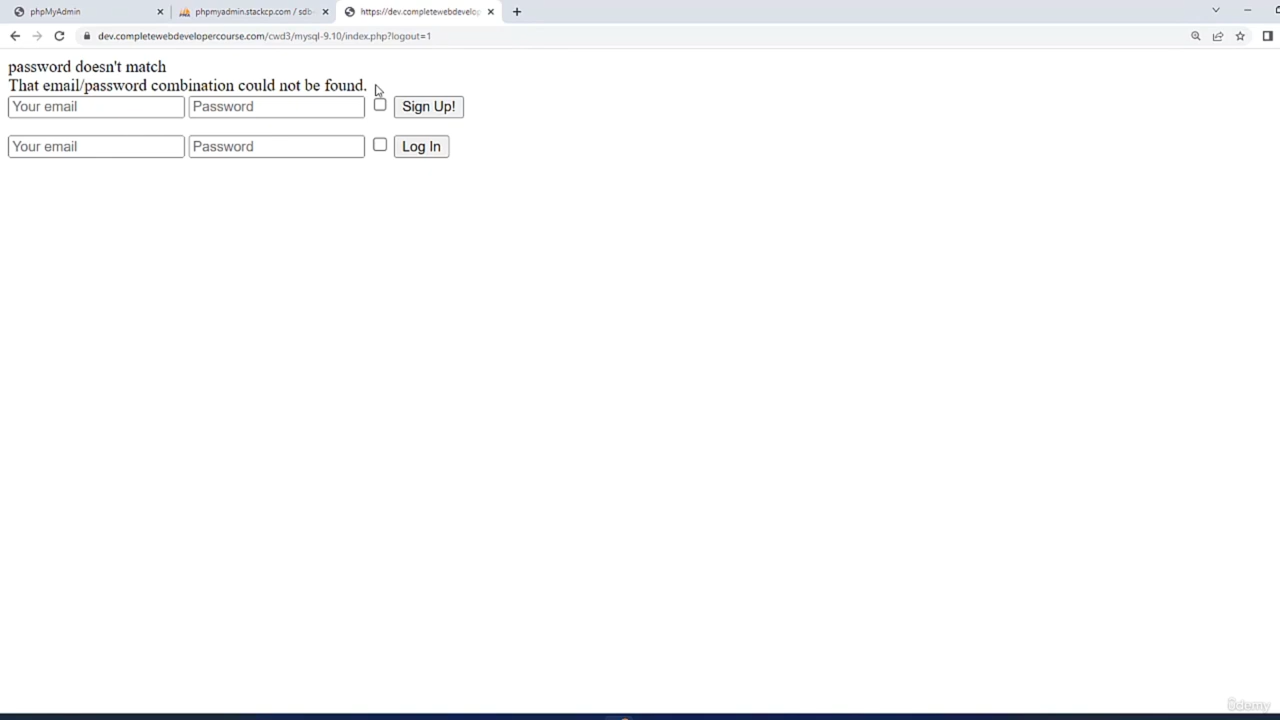 phpMyAdmin
phpmyadmin.stackcp.com / sdb-
https://dev.completewebdevelop
dev.completewebdevelopercourse.com/cwd3/mysql-9.10/index.php?logout=1
password doesn't match
That email/password combination could not be found.
Your email Password Sign Up!
Your email Password Log In
Udemy